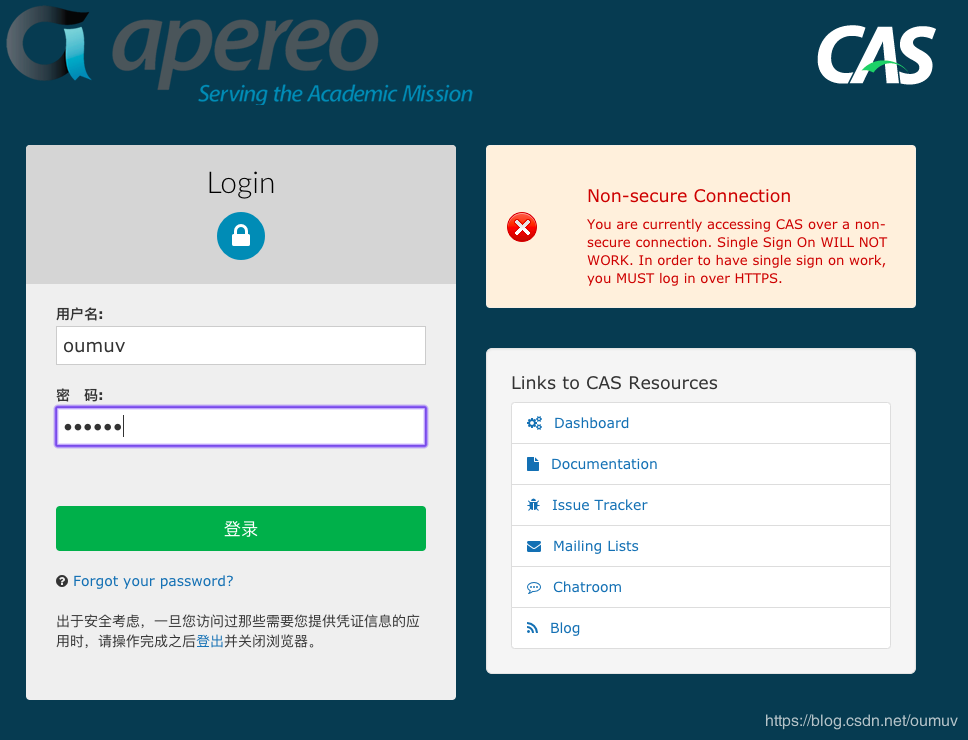 apereo
Serving the Academic Mission
CAS
Login
用户名:
oumuv
密 码:
••••••
登录
Forgot your password?
出于安全考虑，一旦您访问过那些需要您提供凭证信息的应
用时，请操作完成之后登出并关闭浏览器。
Non-secure Connection
You are currently accessing CAS over a non-
secure connection. Single Sign On WILL NOT
WORK. In order to have single sign on work,
you MUST log in over HTTPS.
Links to CAS Resources
Dashboard
Documentation
Issue Tracker
Mailing Lists
Chatroom
Blog
https://blog.csdn.net/oumuv